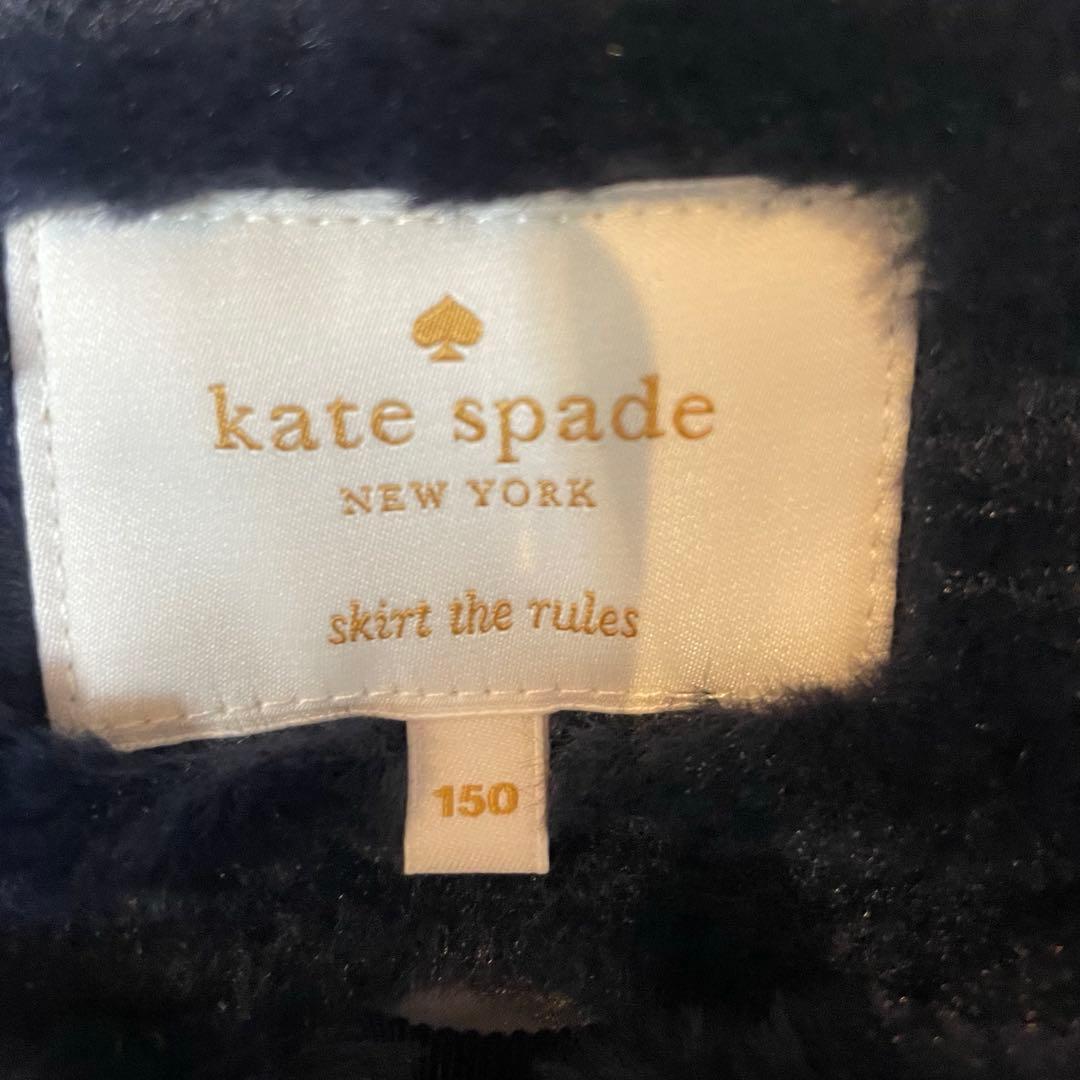 kate spade
NEW YORK
skirt the rules
150